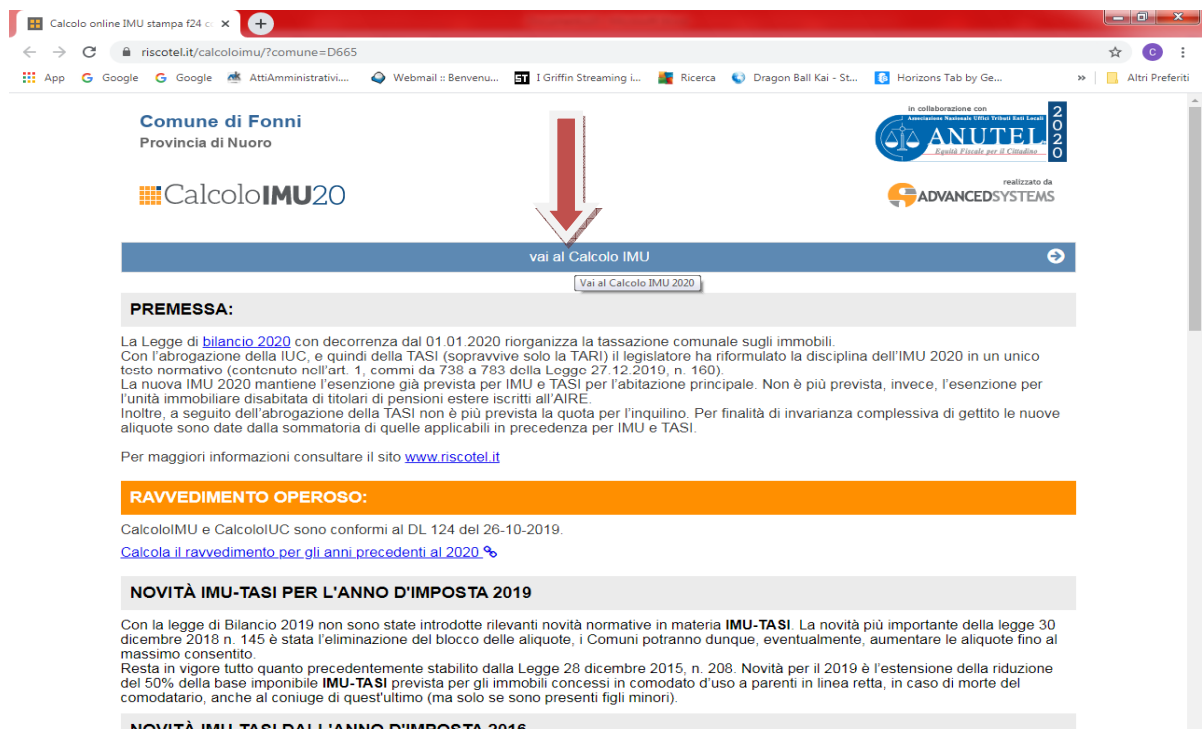 Calcolo online IMU stampa f24 c
riscotel.it/calcoloimu/?comune=D665
App Google Google AttiAmministrativi.... Webmail :: Benvenu... ST I Griffin Streaming i... Ricerca Dragon Ball Kai - St... Horizons Tab by Ge... » Altri Preferiti
Comune di Fonni
Provincia di Nuoro
in collaborazione con
Associazione Nazionale Uffici Tributi Enti Locali
ANUTEL
Equità Fiscale per il Cittadino
2020
CalcoloIMU20
realizzato da
ADVANCEDSYSTEMS
vai al Calcolo IMU
Vai al Calcolo IMU 2020
PREMESSA:
La Legge di bilancio 2020 con decorrenza dal 01.01.2020 riorganizza la tassazione comunale sugli immobili.
Con l'abrogazione della IUC, e quindi della TASI (sopravvive solo la TARI) il legislatore ha riformulato la disciplina dell'IMU 2020 in un unico
testo normativo (contenuto nell'art. 1, commi da 738 a 783 della Legge 27.12.2019, n. 160).
La nuova IMU 2020 mantiene l'esenzione già prevista per IMU e TASI per l'abitazione principale. Non è più prevista, invece, l'esenzione per
l'unità immobiliare disabitata di titolari di pensioni estere iscritti all'AIRE.
Inoltre, a seguito dell'abrogazione della TASI non è più prevista la quota per l'inquilino. Per finalità di invarianza complessiva di gettito le nuove
aliquote sono date dalla sommatoria di quelle applicabili in precedenza per IMU e TASI.
Per maggiori informazioni consultare il sito www.riscotel.it
RAVVEDIMENTO OPEROSO:
CalcoloIMU e CalcoloIUC sono conformi al DL 124 del 26-10-2019.
Calcola il ravvedimento per gli anni precedenti al 2020
NOVITÀ IMU-TASI PER L'ANNO D'IMPOSTA 2019
Con la legge di Bilancio 2019 non sono state introdotte rilevanti novità normative in materia IMU-TASI. La novità più importante della legge 30
dicembre 2018 n. 145 è stata l'eliminazione del blocco delle aliquote, i Comuni potranno dunque, eventualmente, aumentare le aliquote fino al
massimo consentito.
Resta in vigore tutto quanto precedentemente stabilito dalla Legge 28 dicembre 2015, n. 208. Novità per il 2019 è l'estensione della riduzione
del 50% della base imponibile IMU-TASI prevista per gli immobili concessi in comodato d'uso a parenti in linea retta, in caso di morte del
comodatario, anche al coniuge di quest'ultimo (ma solo se sono presenti figli minori).
NOVITÀ IMU-TASI DALL'ANNO D'IMPOSTA 2016